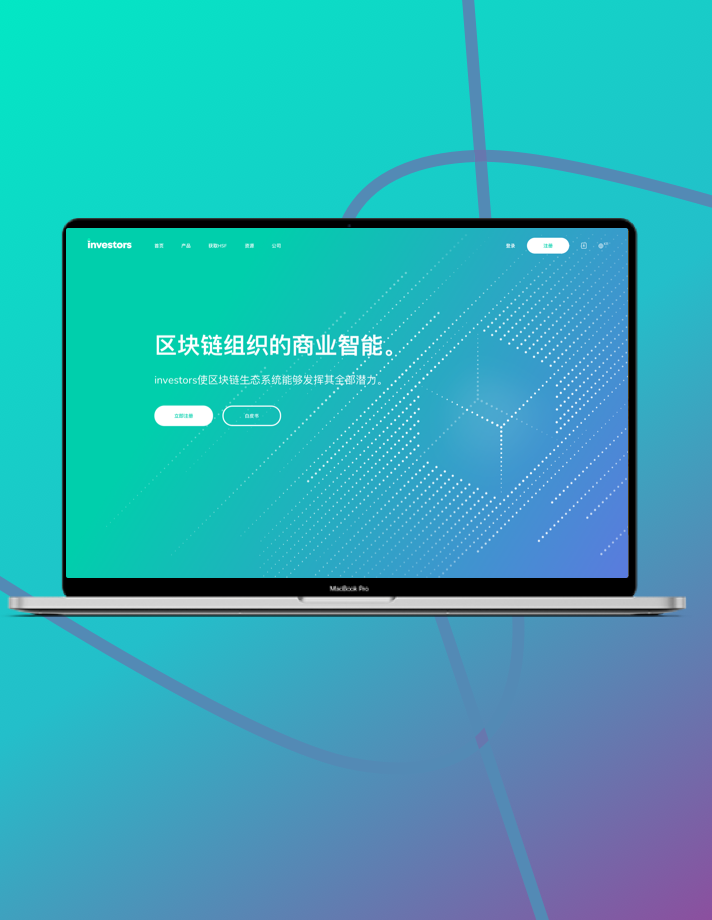 investors 首页 产品 获取HSF 资源 公司 登录 注册
区块链组织的商业智能。
investors使区块链生态系统能够发挥其全部潜力。
立即注册 白皮书
MacBook Pro